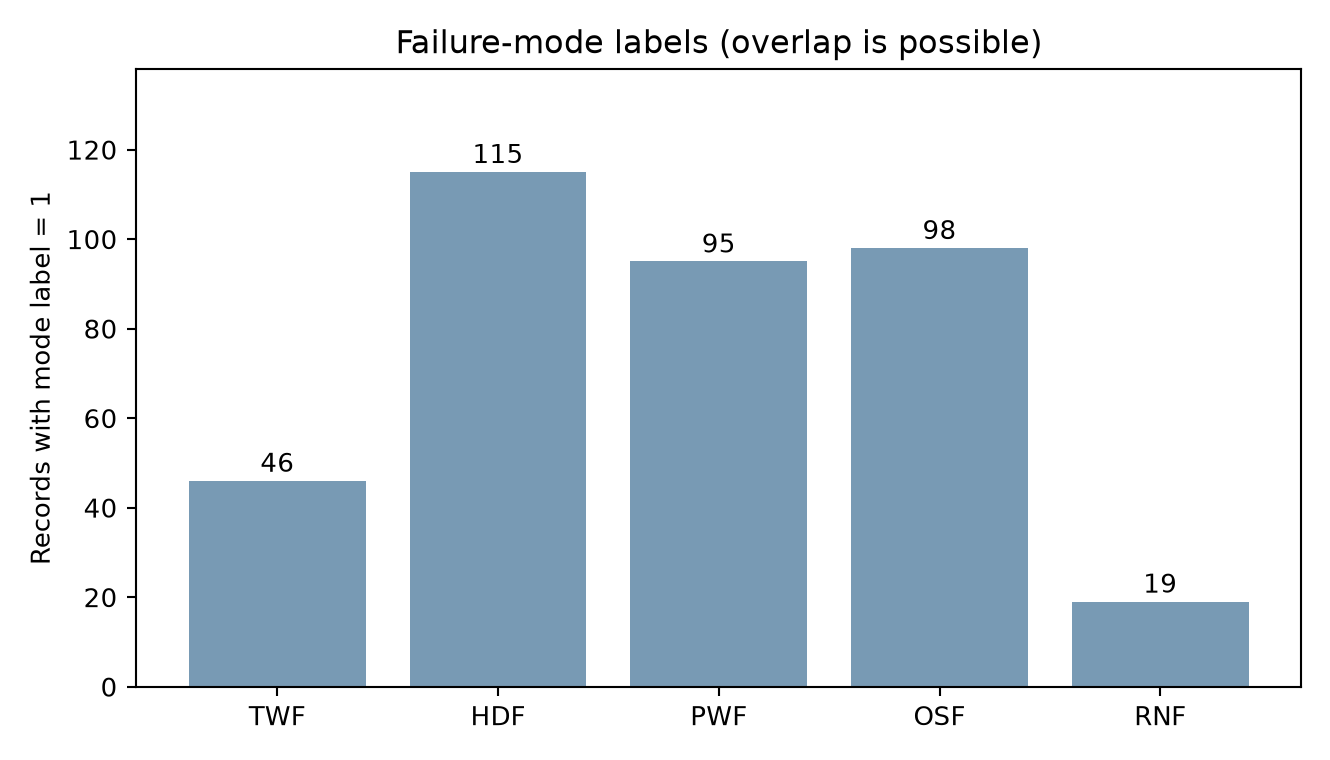 Failure-mode labels (overlap is possible)
Records with mode label = 1
120
100
80
60
40
20
0
46
115
95
98
19
TWF
HDF
PWF
OSF
RNF